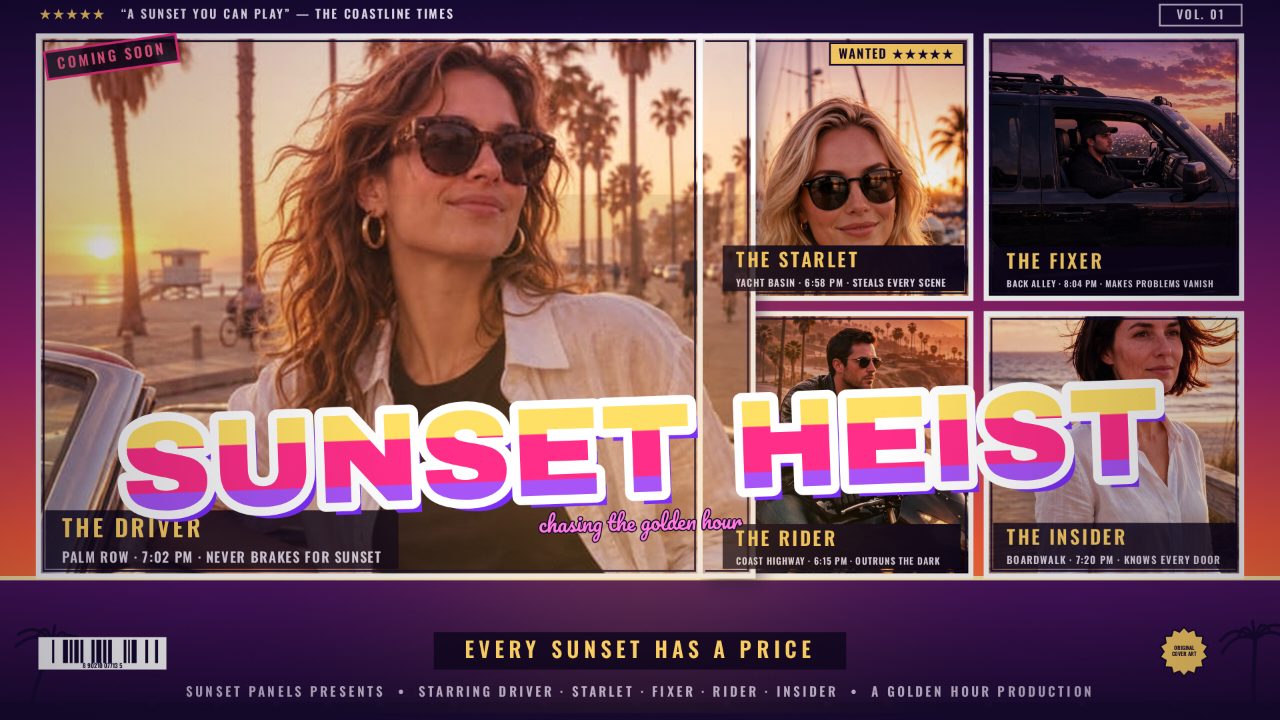 ★★★★★ “A SUNSET YOU CAN PLAY” — THE COASTLINE TIMES
VOL. 01
COMING SOON
WANTED ★★★★★
THE STARLET
YACHT BASIN · 6:58 PM · STEALS EVERY SCENE
THE FIXER
BACK ALLEY · 8:04 PM · MAKES PROBLEMS VANISH
SUNSET HEIST
chasing the golden hour
THE DRIVER
PALM ROW · 7:02 PM · NEVER BRAKES FOR SUNSET
THE RIDER
COAST HIGHWAY · 6:15 PM · OUTRUNS THE DARK
THE INSIDER
BOARDWALK · 7:20 PM · KNOWS EVERY DOOR
EVERY SUNSET HAS A PRICE
ORIGINAL
COVER ART
SUNSET PANELS PRESENTS • STARRING DRIVER · STARLET · FIXER · RIDER · INSIDER • A GOLDEN HOUR PRODUCTION